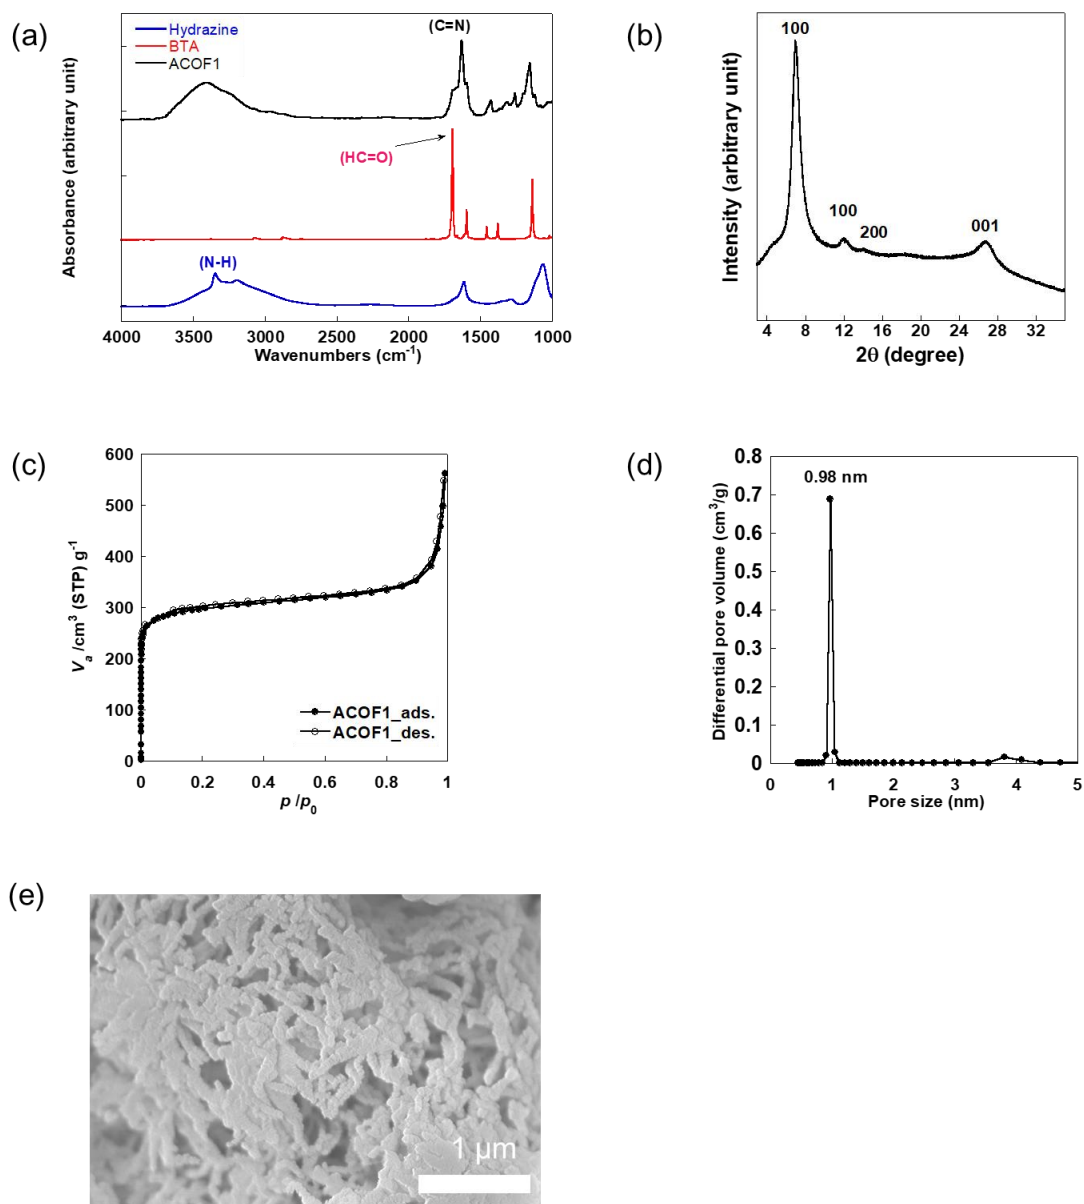 (a)
(C=N)
Hydrazine
BTA
ACOF1
(HC=O)
(N-H)
Absorbance (arbitrary unit)
4000 3500 3000 2500 2000 1500 1000
Wavenumbers (cm⁻¹)
(b)
100
100
200
001
Intensity (arbitrary unit)
4 8 12 16 20 24 28 32
2θ (degree)
(c)
600
500
400
300
200
100
0
Vₐ /cm³ (STP) g⁻¹
ACOF1_ads.
ACOF1_des.
0 0.2 0.4 0.6 0.8 1
p /p₀
(d)
0.8
0.7
0.6
0.5
0.4
0.3
0.2
0.1
0
0.98 nm
Differential pore volume (cm³/g)
0 1 2 3 4 5
Pore size (nm)
(e)
1 μm